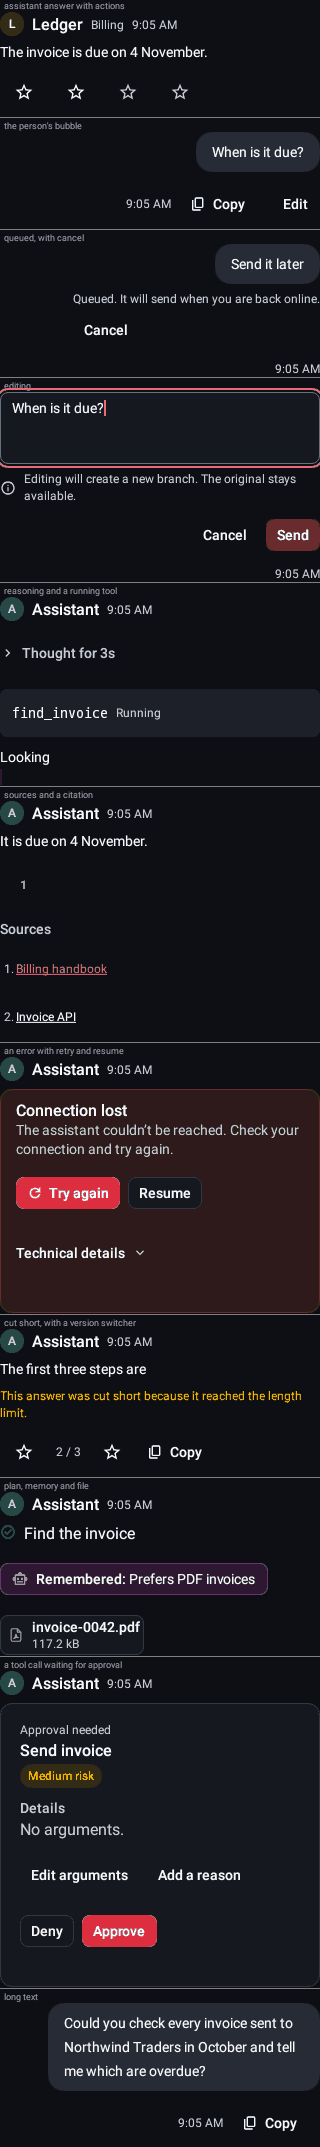 assistant answer with actions
L Ledger Billing 9:05 AM
The invoice is due on 4 November.
the person's bubble
When is it due?
9:05 AM Copy Edit
queued, with cancel
Send it later
Queued. It will send when you are back online.
Cancel
9:05 AM
editing
When is it due?
Editing will create a new branch. The original stays
available.
Cancel Send
9:05 AM
reasoning and a running tool
A Assistant 9:05 AM
Thought for 3s
find_invoice Running
Looking
sources and a citation
A Assistant 9:05 AM
It is due on 4 November.
1
Sources
1. Billing handbook
2. Invoice API
an error with retry and resume
A Assistant 9:05 AM
Connection lost
The assistant couldn’t be reached. Check your
connection and try again.
Try again Resume
Technical details
cut short, with a version switcher
A Assistant 9:05 AM
The first three steps are
This answer was cut short because it reached the length
limit.
2 / 3 Copy
plan, memory and file
A Assistant 9:05 AM
Find the invoice
Remembered: Prefers PDF invoices
invoice-0042.pdf
117.2 kB
a tool call waiting for approval
A Assistant 9:05 AM
Approval needed
Send invoice
Medium risk
Details
No arguments.
Edit arguments Add a reason
Deny Approve
long text
Could you check every invoice sent to
Northwind Traders in October and tell
me which are overdue?
9:05 AM Copy